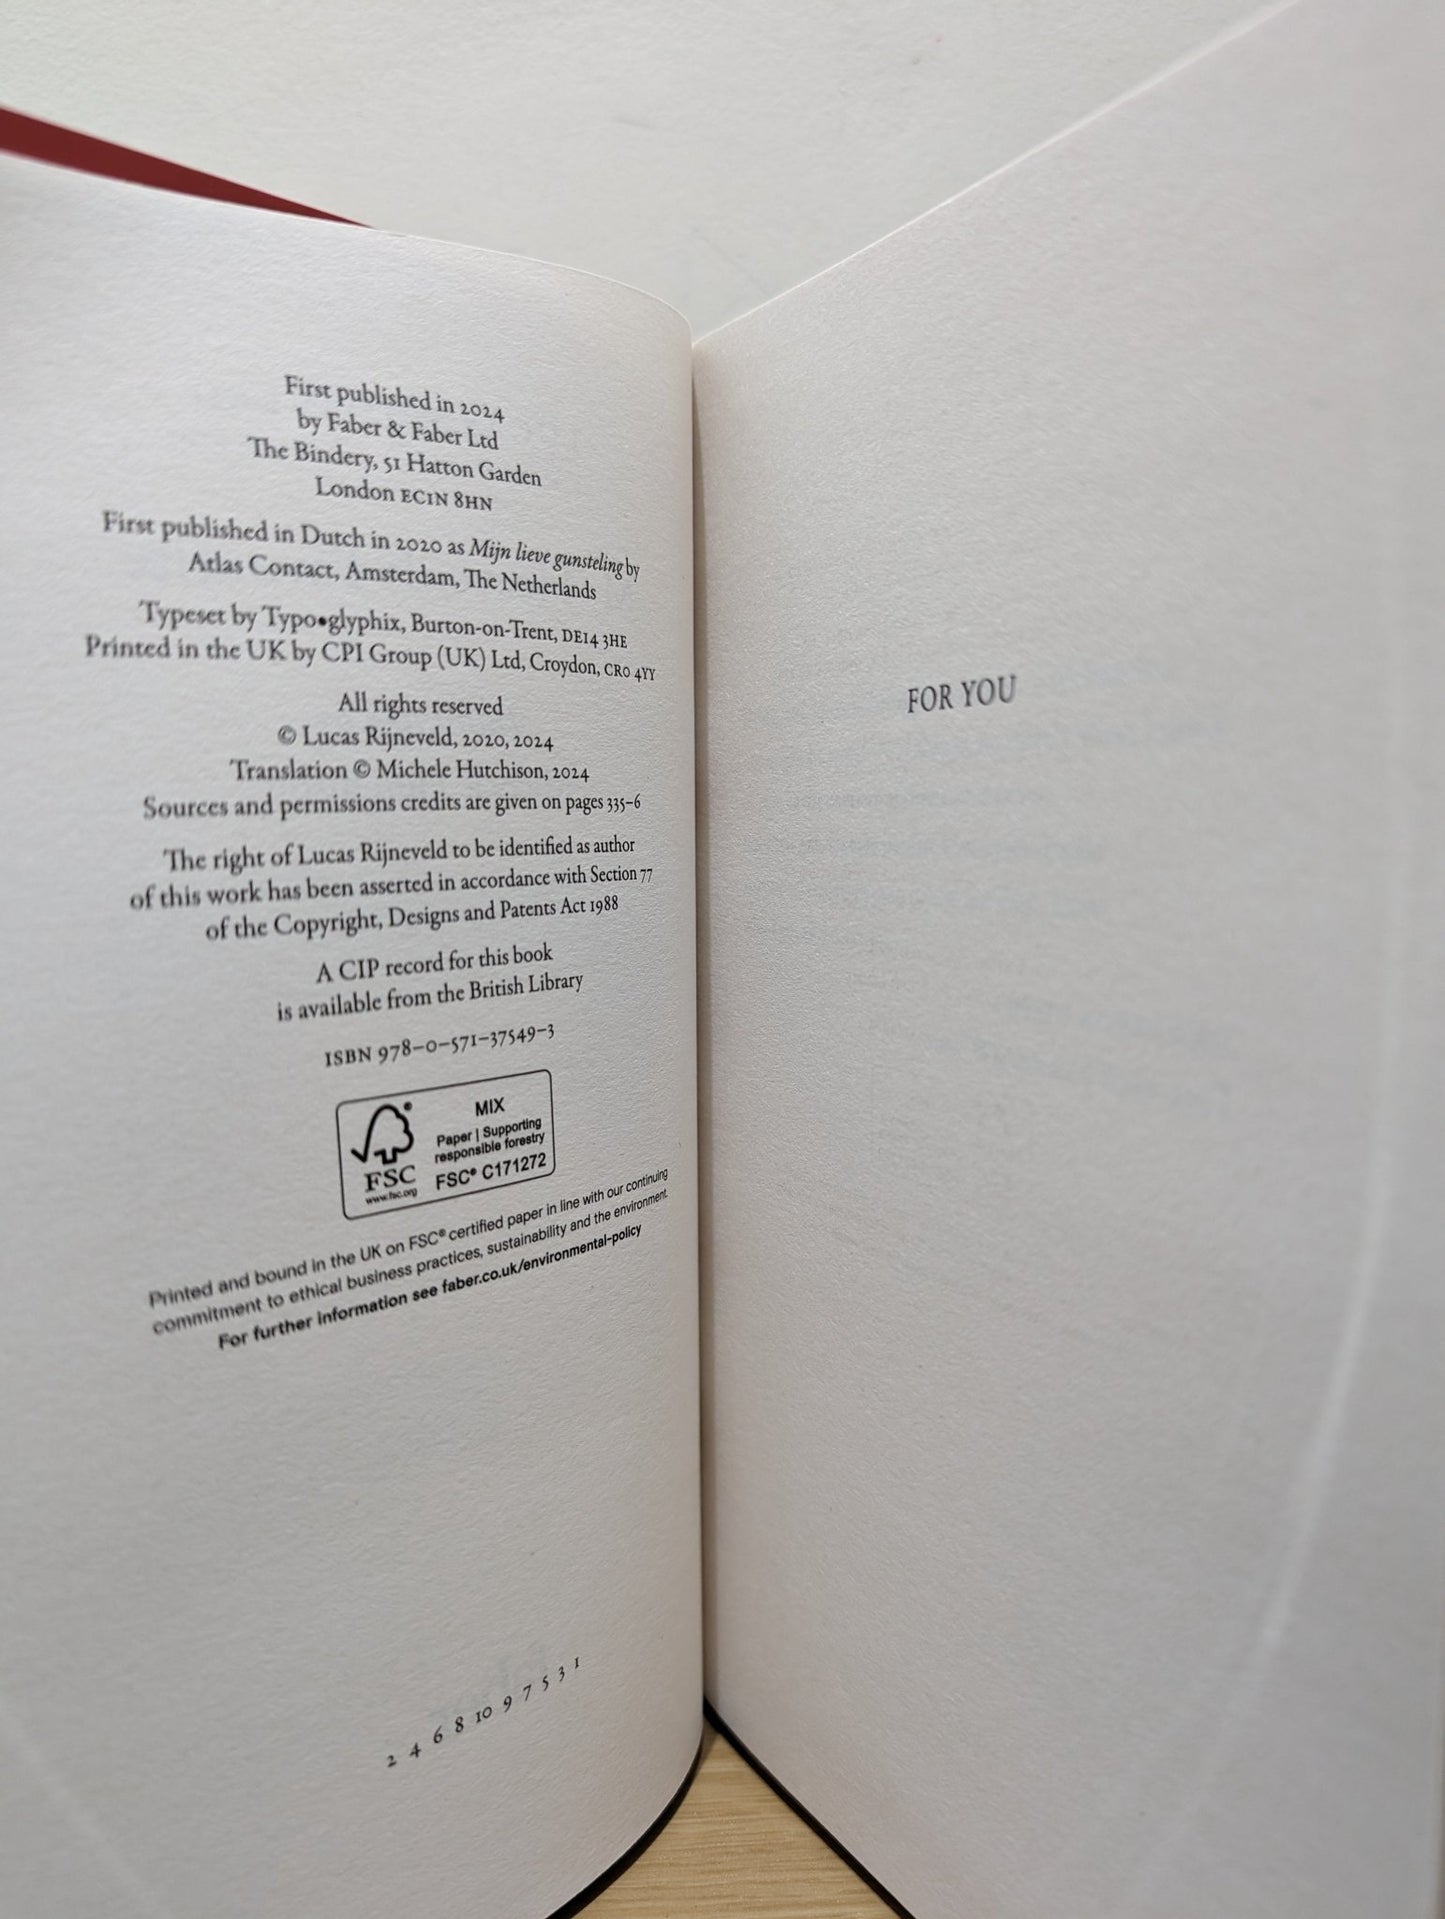 First published in 2024
by Faber & Faber Ltd
The Bindery, 51 Hatton Garden
London EC1N 8HN
First published in Dutch in 2020 as Mijn lieve gunsteling by
Atlas Contact, Amsterdam, The Netherlands
Typeset by Typo•glyphix, Burton-on-Trent, DE14 3HE
Printed in the UK by CPI Group (UK) Ltd, Croydon, CR0 4YY
All rights reserved
© Lucas Rijneveld, 2020, 2024
Translation © Michele Hutchison, 2024
Sources and permissions credits are given on pages 335–6
The right of Lucas Rijneveld to be identified as author
of this work has been asserted in accordance with Section 77
of the Copyright, Designs and Patents Act 1988
A CIP record for this book
is available from the British Library
ISBN 978–0–571–37549–3
MIX
Paper | Supporting
responsible forestry
FSC® C171272
®
FSC
www.fsc.org
Printed and bound in the UK on FSC® certified paper in line with our continuing
commitment to ethical business practices, sustainability and the environment.
For further information see faber.co.uk/environmental-policy
2 4 6 8 10 9 7 5 3 1
FOR YOU